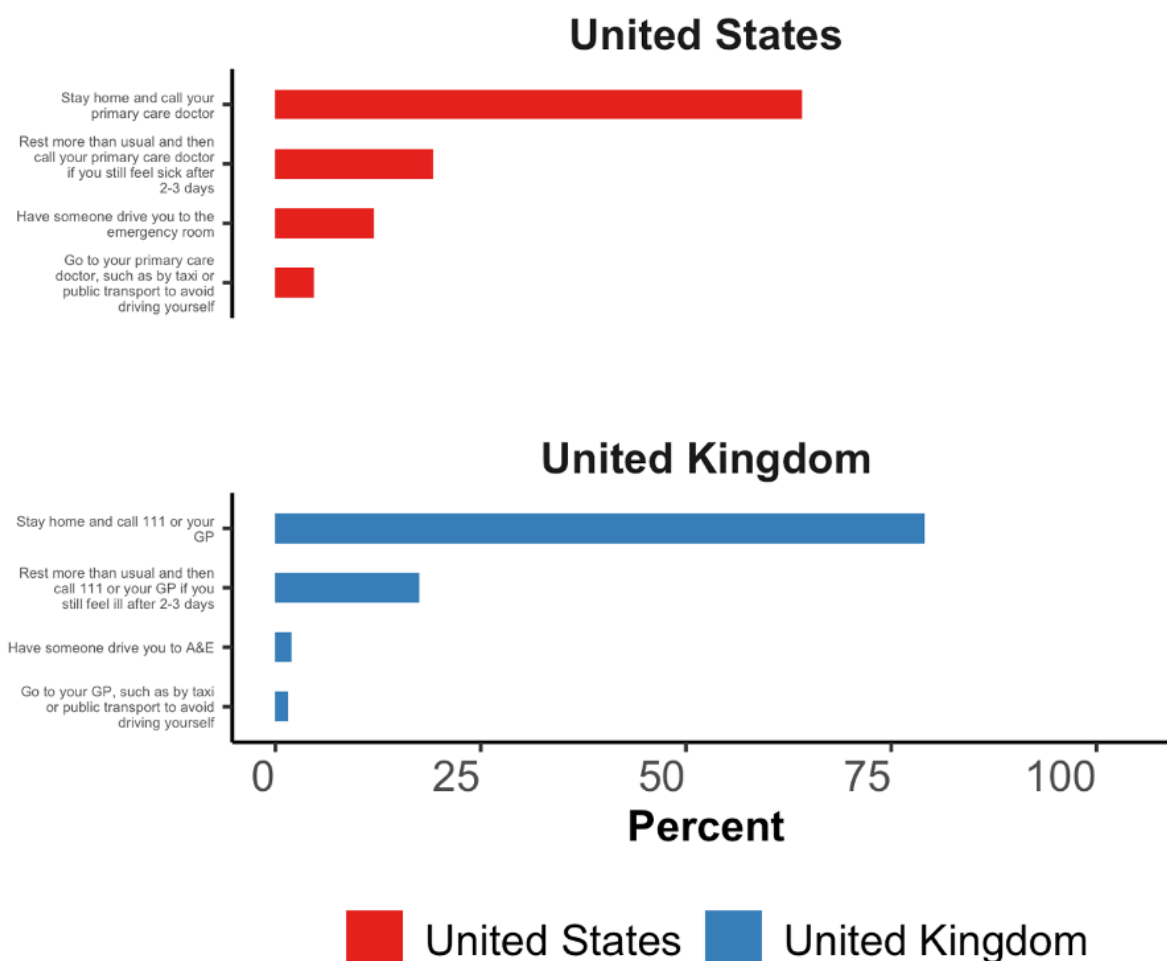 United States
Stay home and call your
primary care doctor
Rest more than usual and then
call your primary care doctor
if you still feel sick after
2-3 days
Have someone drive you to the
emergency room
Go to your primary care
doctor, such as by taxi or
public transport to avoid
driving yourself
United Kingdom
Stay home and call 111 or your
GP
Rest more than usual and then
call 111 or your GP if you
still feel ill after 2-3 days
Have someone drive you to A&E
Go to your GP, such as by taxi
or public transport to avoid
driving yourself
0 25 50 75 100
Percent
United States United Kingdom